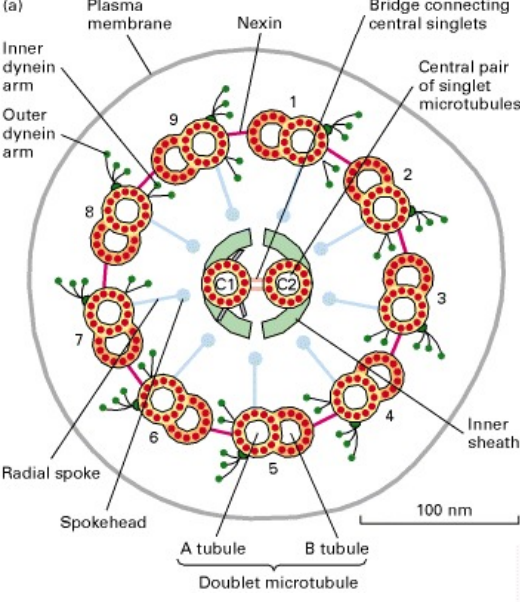 (a)
Plasma
membrane
Nexin
Bridge connecting
central singlets
Inner
dynein
arm
Central pair
of singlet
microtubules
Outer
dynein
arm
9
1
2
8
C1
C2
3
7
4
6
5
Inner
sheath
Radial spoke
Spokehead
100 nm
A tubule
B tubule
Doublet microtubule